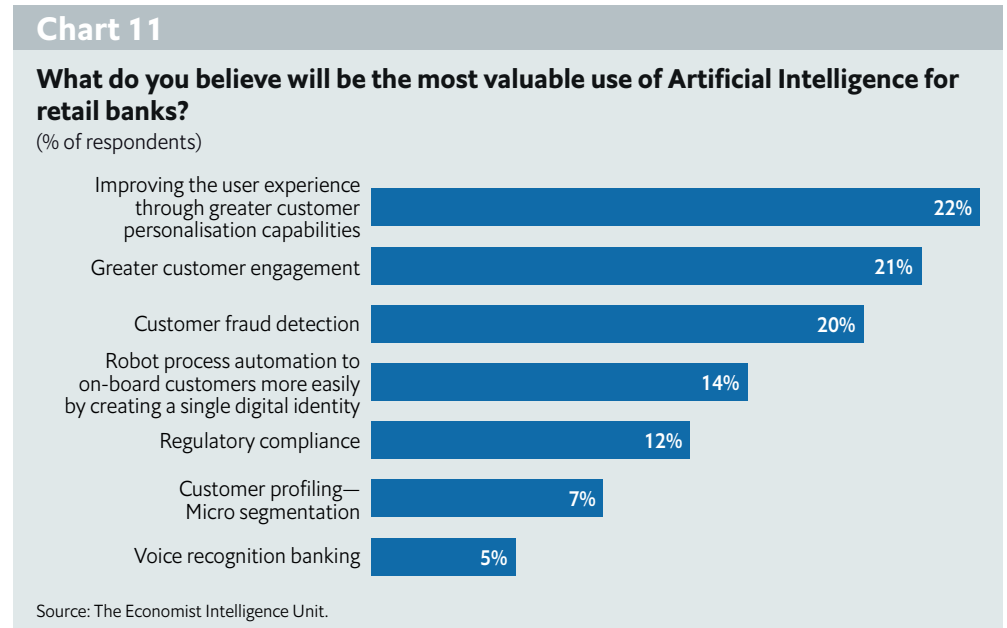 Chart 11
What do you believe will be the most valuable use of Artificial Intelligence for
retail banks?
(% of respondents)
Improving the user experience
through greater customer
personalisation capabilities
22%
Greater customer engagement
21%
Customer fraud detection
20%
Robot process automation to
on-board customers more easily
by creating a single digital identity
14%
Regulatory compliance
12%
Customer profiling—
Micro segmentation
7%
Voice recognition banking
5%
Source: The Economist Intelligence Unit.